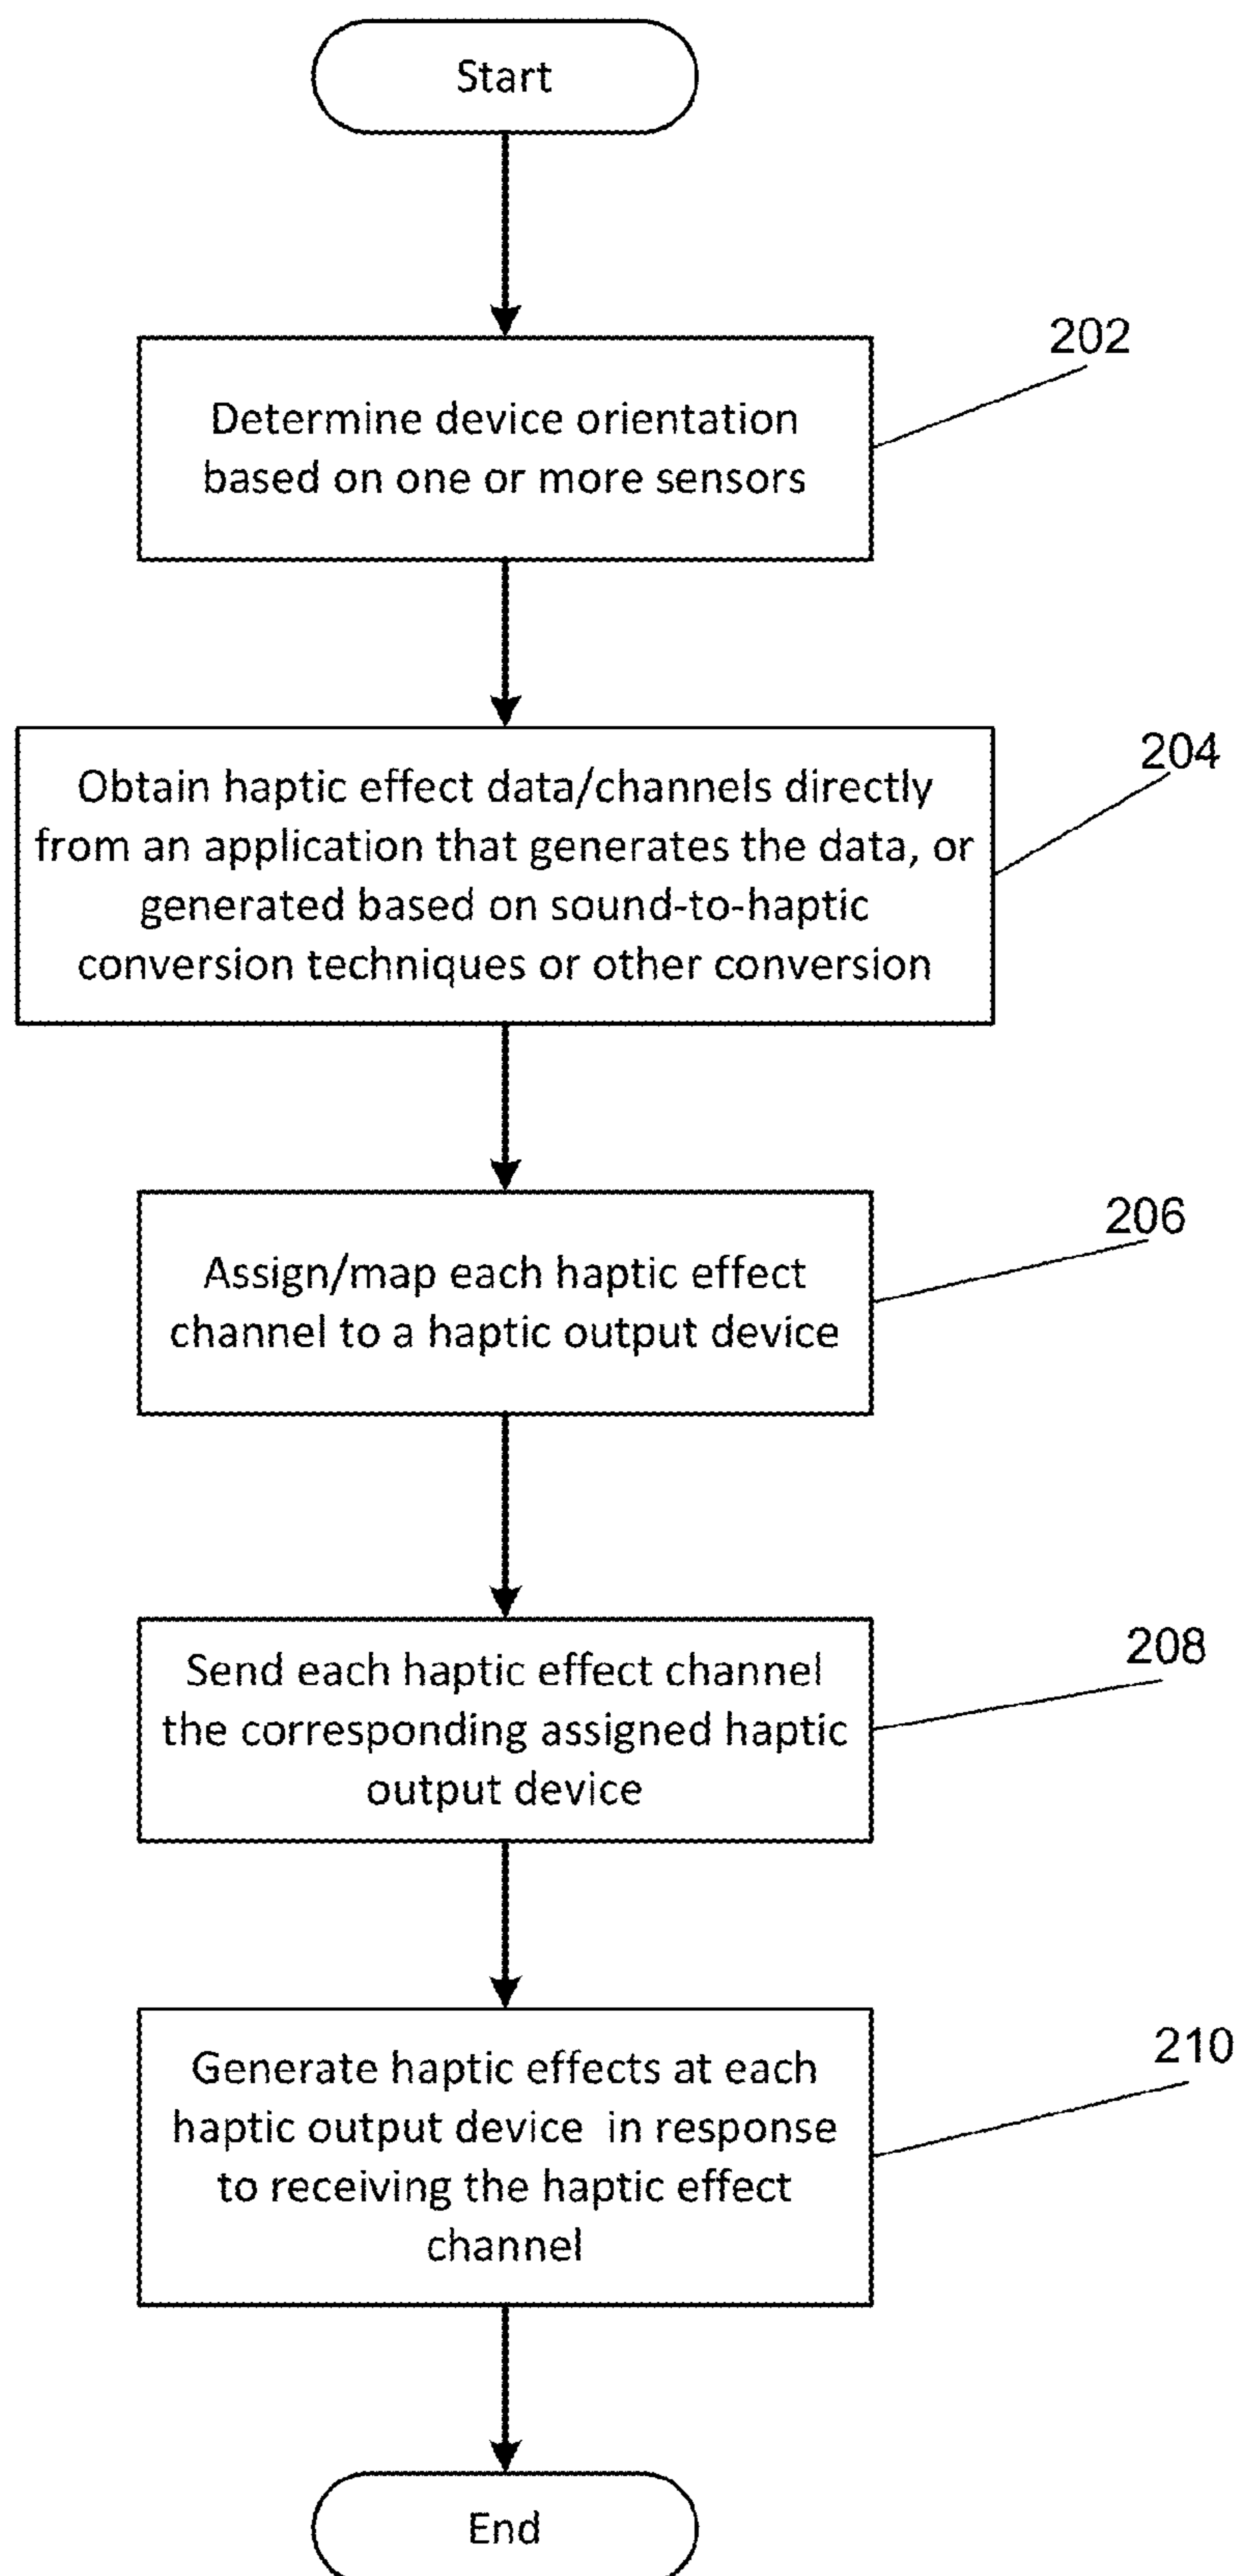 Start
202
Determine device orientation
based on one or more sensors
204
Obtain haptic effect data/channels directly
from an application that generates the data, or
generated based on sound-to-haptic
conversion techniques or other conversion
206
Assign/map each haptic effect
channel to a haptic output device
208
Send each haptic effect channel
the corresponding assigned haptic
output device
210
Generate haptic effects at each
haptic output device in response
to receiving the haptic effect
channel
End